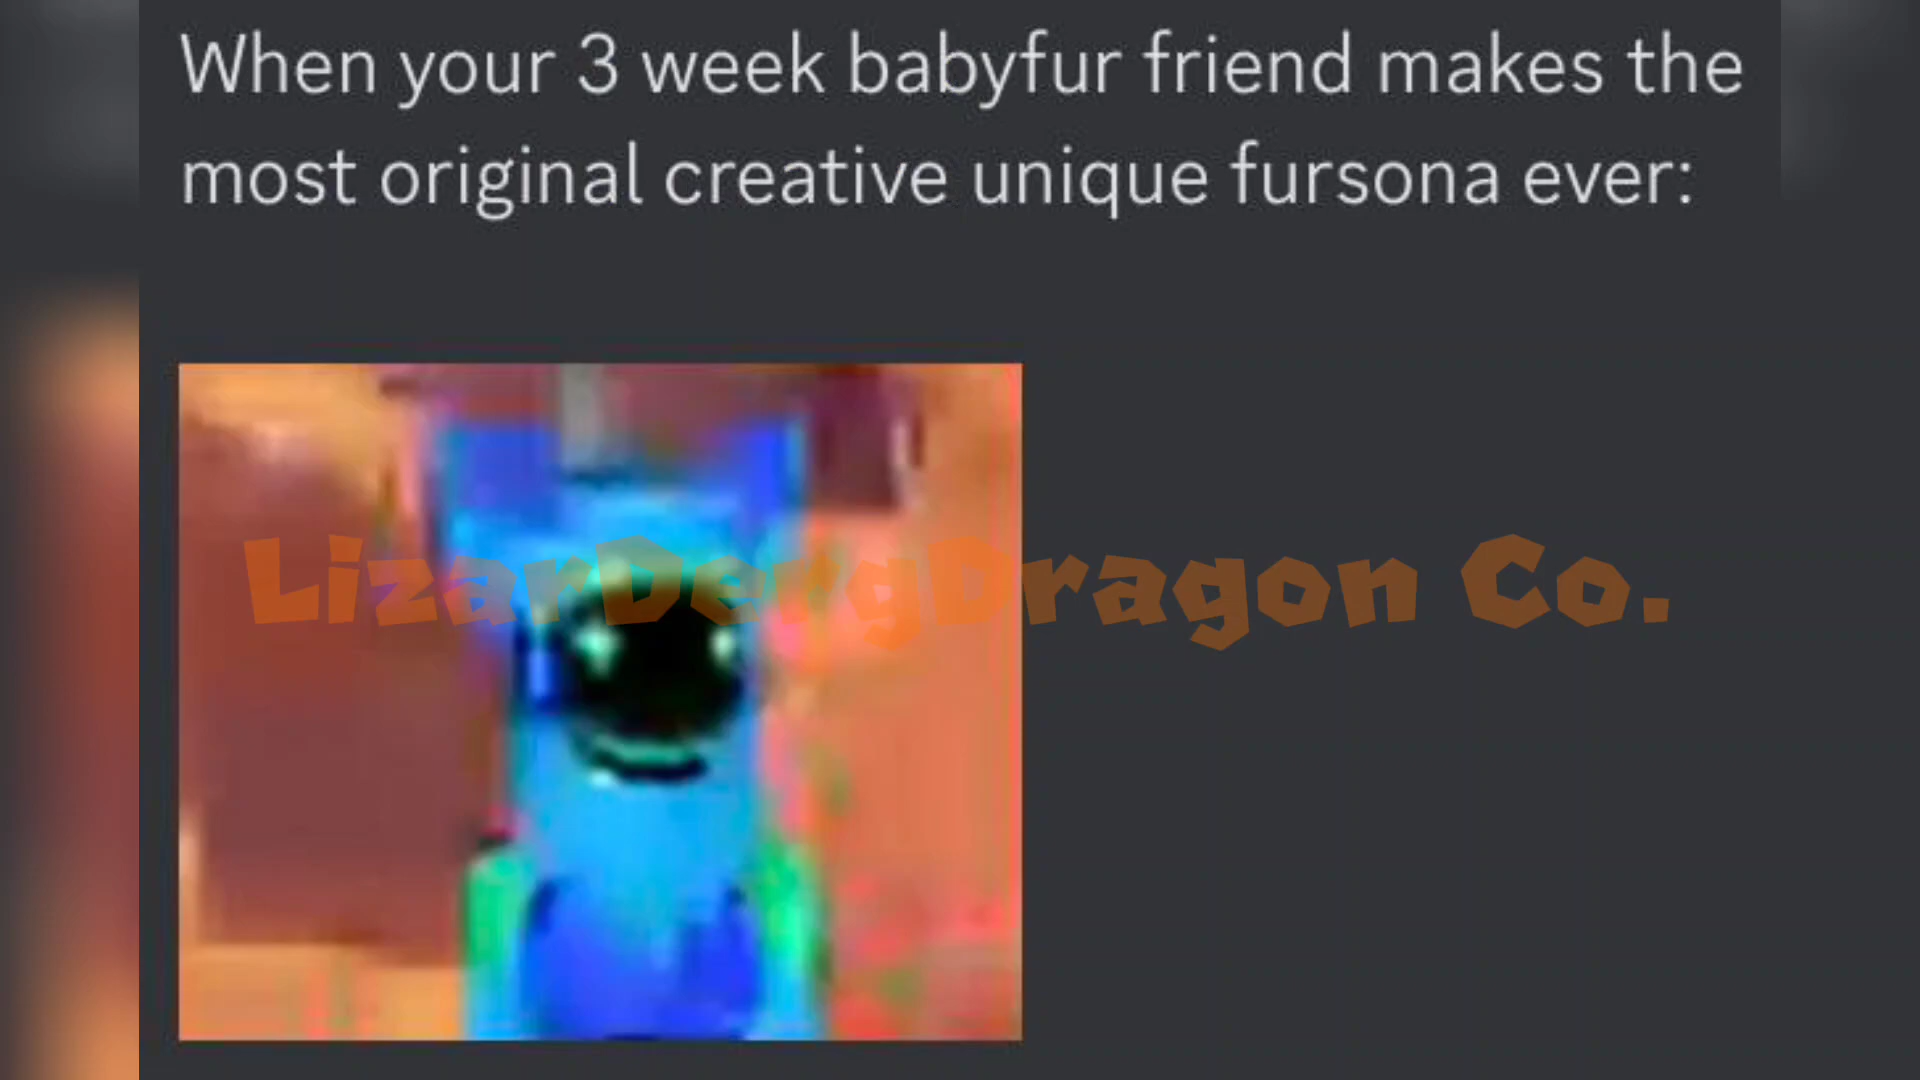 When your 3 week babyfur friend makes the
most original creative unique fursona ever:
LizarDergDragon Co.